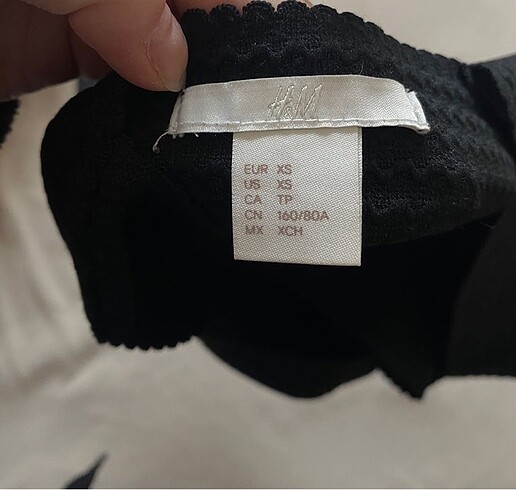 H&M
EUR XS
US XS
CA TP
CN 160/80A
MX XCH